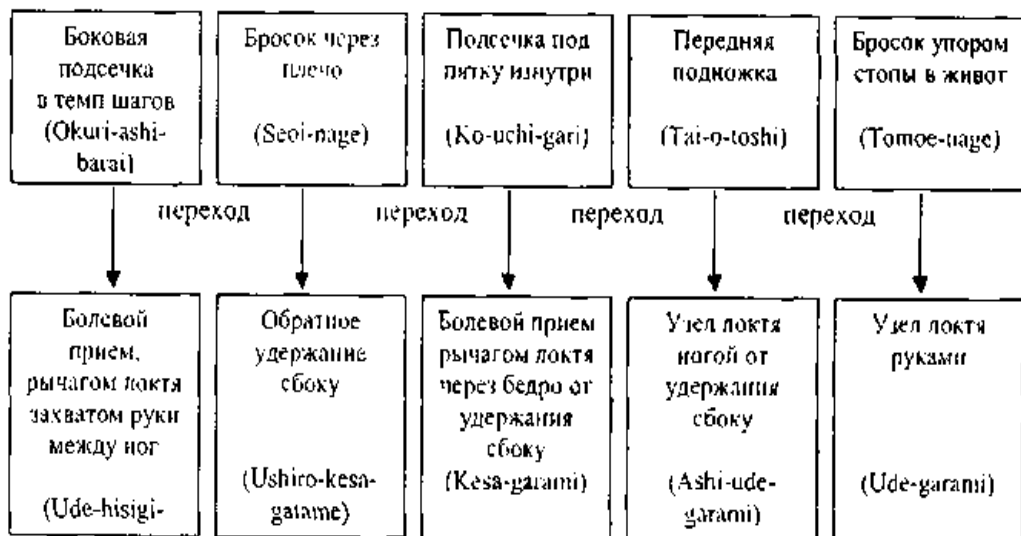 Боковая
подсечка
в темп шагов
(Okuri-ashi-
barai)
Бросок через
плечо
(Seoi-nage)
Подсечка под
пятку изнутри
(Ko-uchi-gari)
Передняя
подножка
(Tai-o-toshi)
Бросок упором
стопы в живот
(Tomoe-nage)
переход
переход
переход
переход
Болевой
прием,
рычагом локтя
захватом руки
между ног
(Ude-hisigi-
Обратное
удержание
сбоку
(Ushiro-kesa-
gatame)
Болевой прием
рычагом локтя
через бедро от
удержания
сбоку
(Kesa-garami)
Узел локтя
ногой от
удержания
сбоку
(Ashi-ude-
garami)
Узел локтя
руками
(Ude-garami)